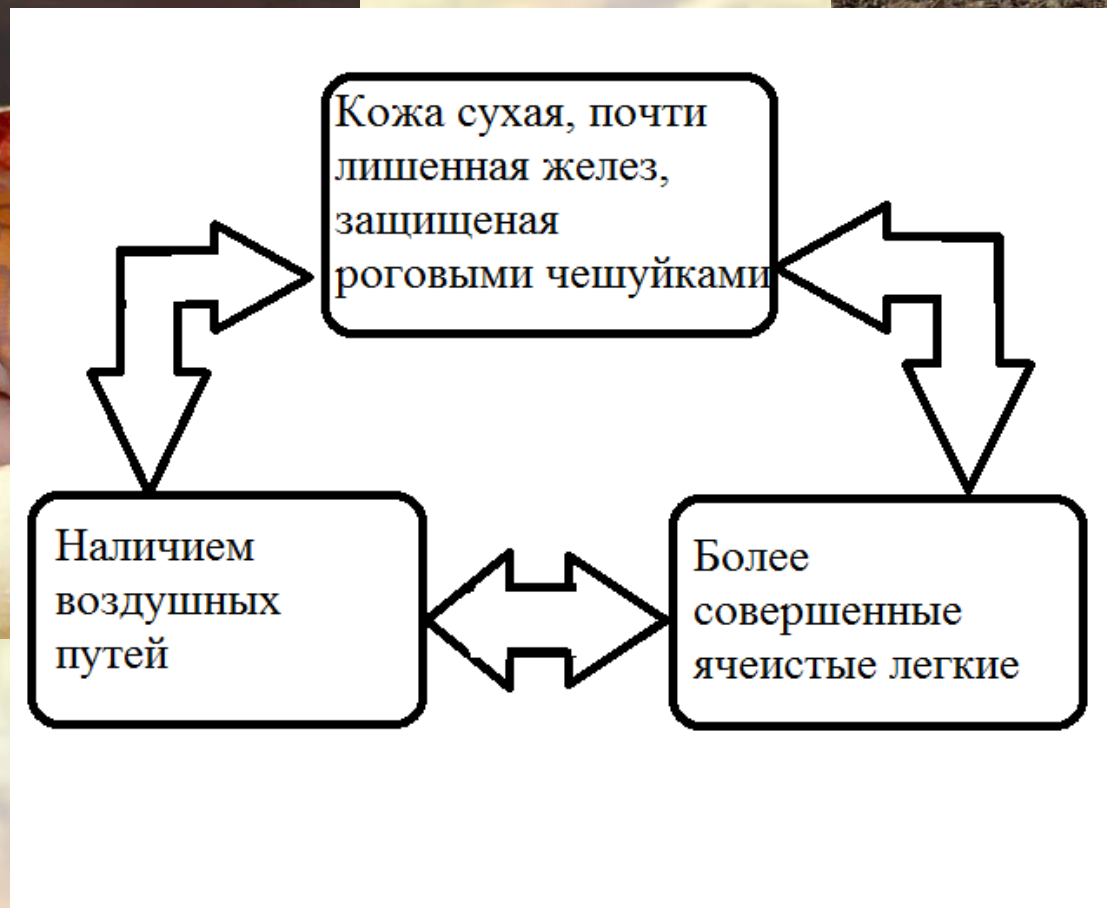 Кожа сухая, почти
лишенная желез,
защищеная
роговыми чешуйками
Наличием
воздушных
путей
Более
совершенные
ячеистые легкие